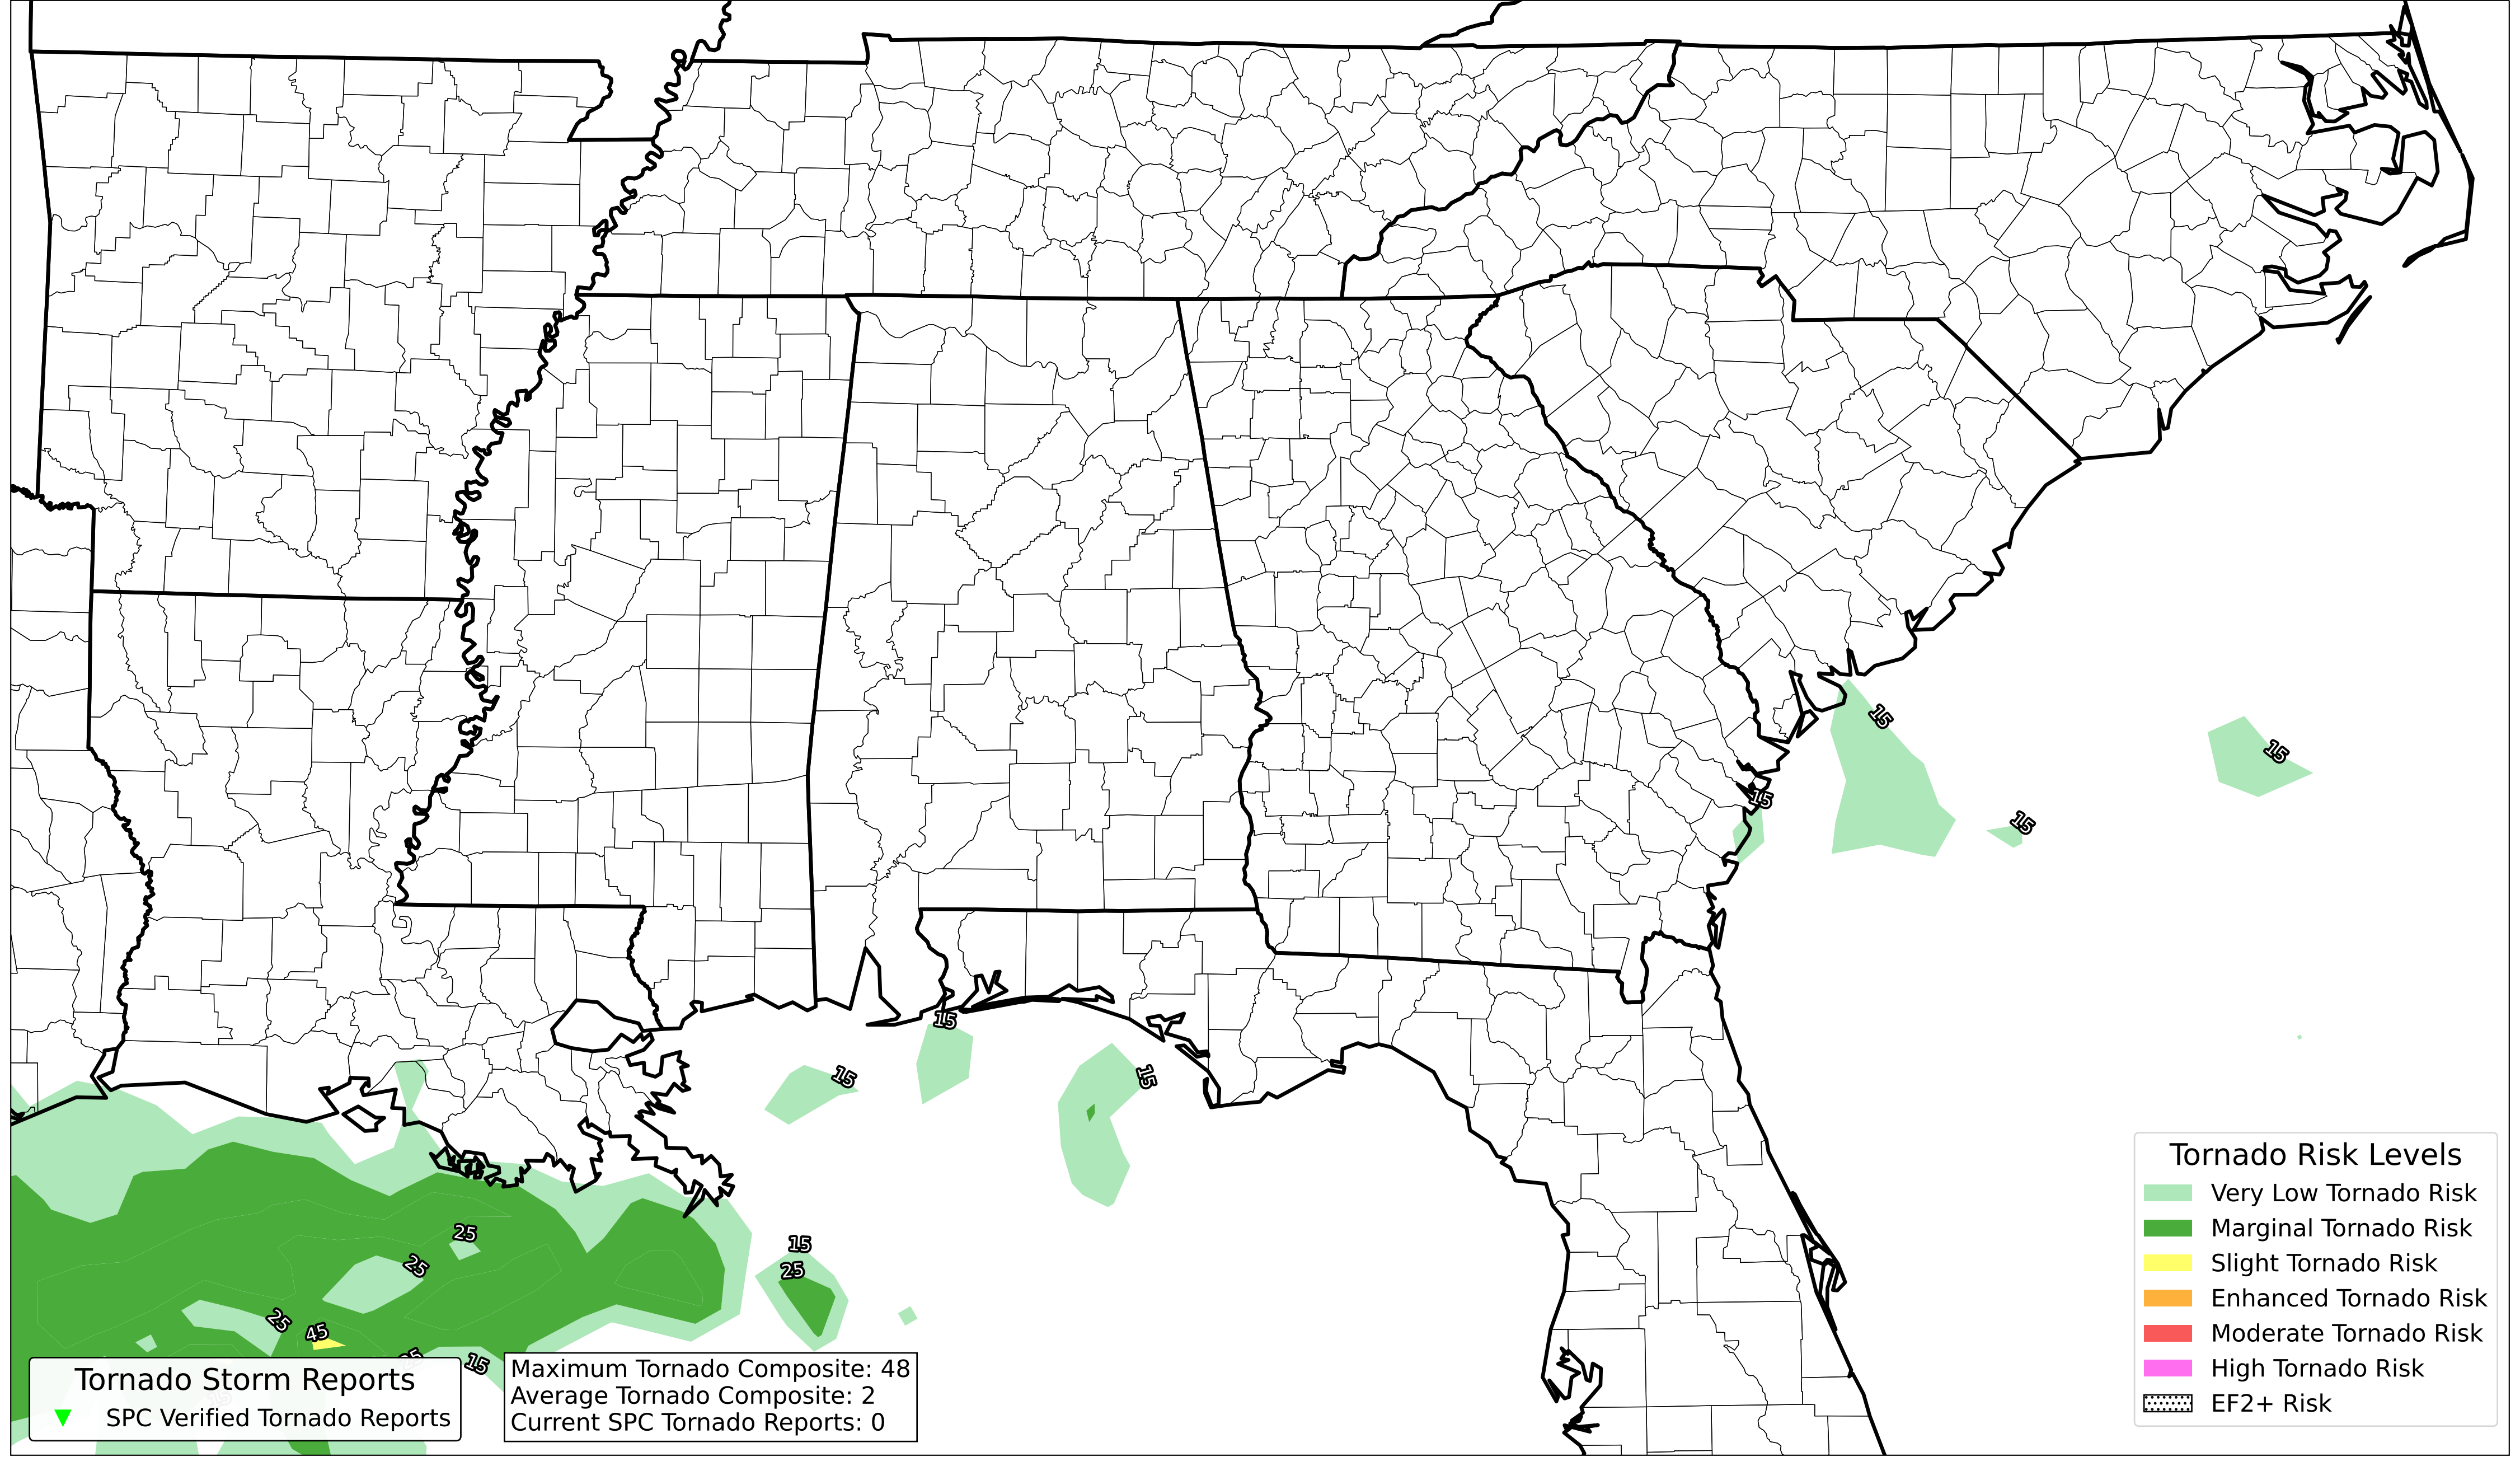 15
15
15
15
15
15
15
15
25
15
25
25
25
45
15
Tornado Risk Levels
Very Low Tornado Risk
Marginal Tornado Risk
Slight Tornado Risk
Enhanced Tornado Risk
Moderate Tornado Risk
High Tornado Risk
EF2+ Risk
Tornado Storm Reports
SPC Verified Tornado Reports
Maximum Tornado Composite: 48
Average Tornado Composite: 2
Current SPC Tornado Reports: 0